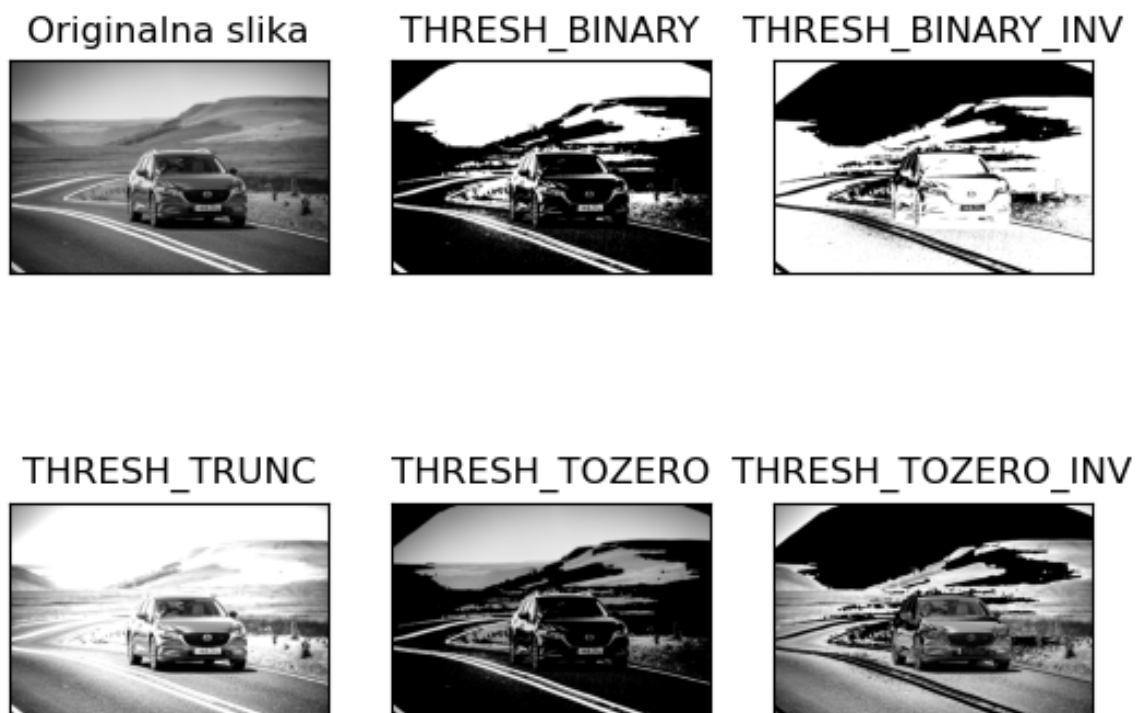 Originalna slika
THRESH_BINARY
THRESH_BINARY_INV
THRESH_TRUNC
THRESH_TOZERO
THRESH_TOZERO_INV